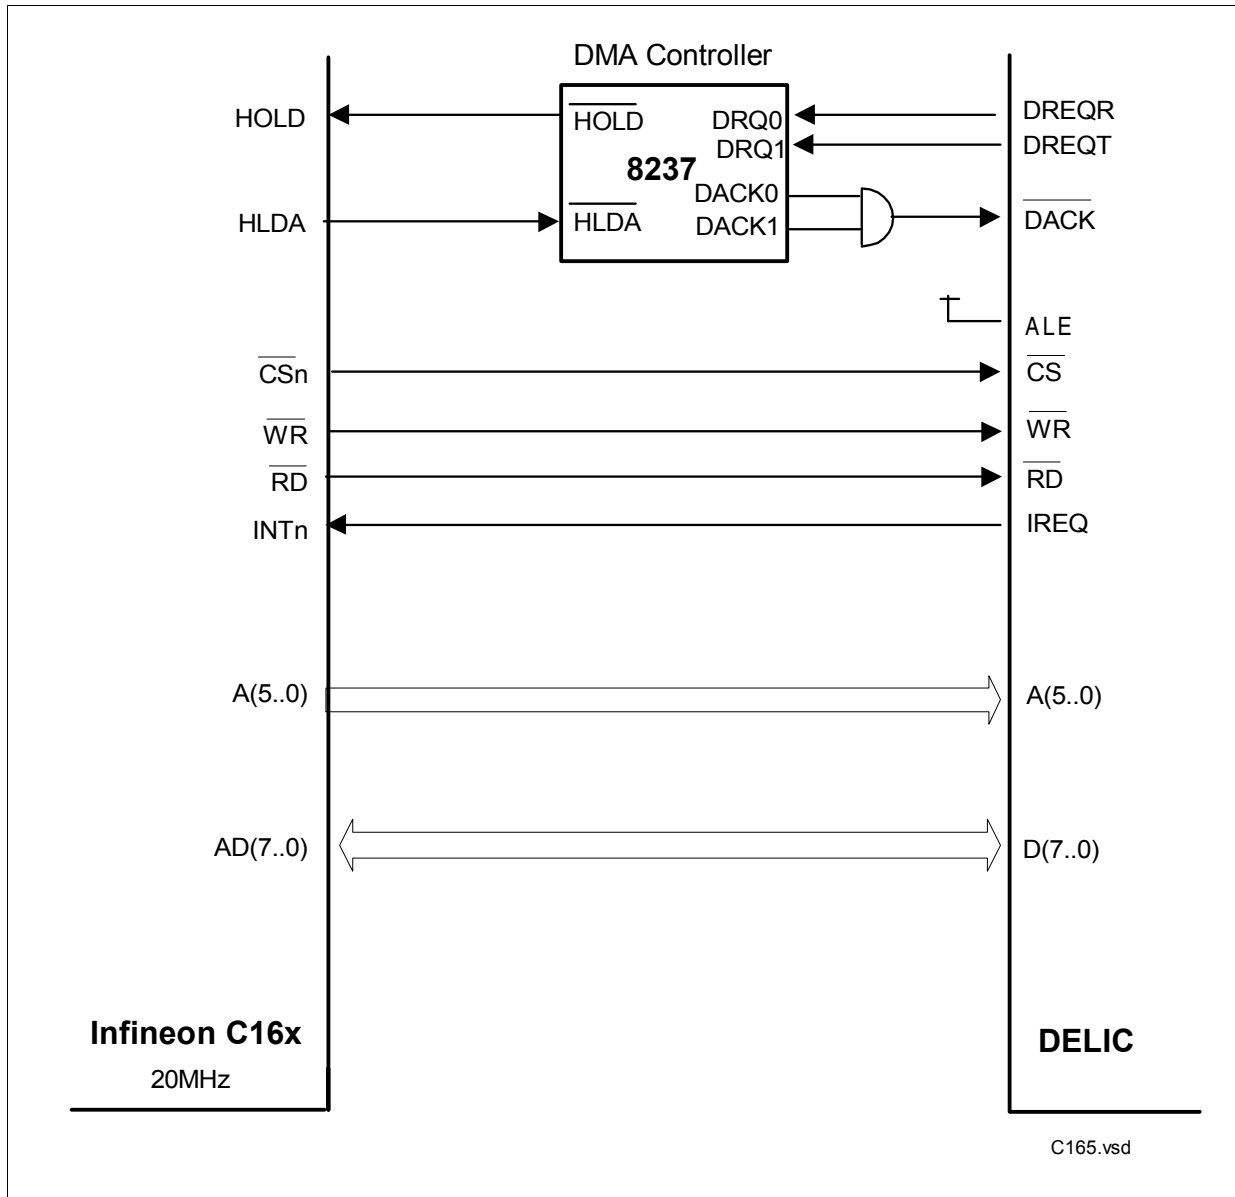 DMA Controller
HOLD
HOLD
DRQ0
DREQR
DRQ1
DREQT
8237
DACK0
HLDA
HLDA
DACK1
DACK
ALE
CSn
CS
WR
WR
RD
RD
INTn
IREQ
A(5..0)
A(5..0)
AD(7..0)
D(7..0)
Infineon C16x
DELIC
20MHz
C165.vsd